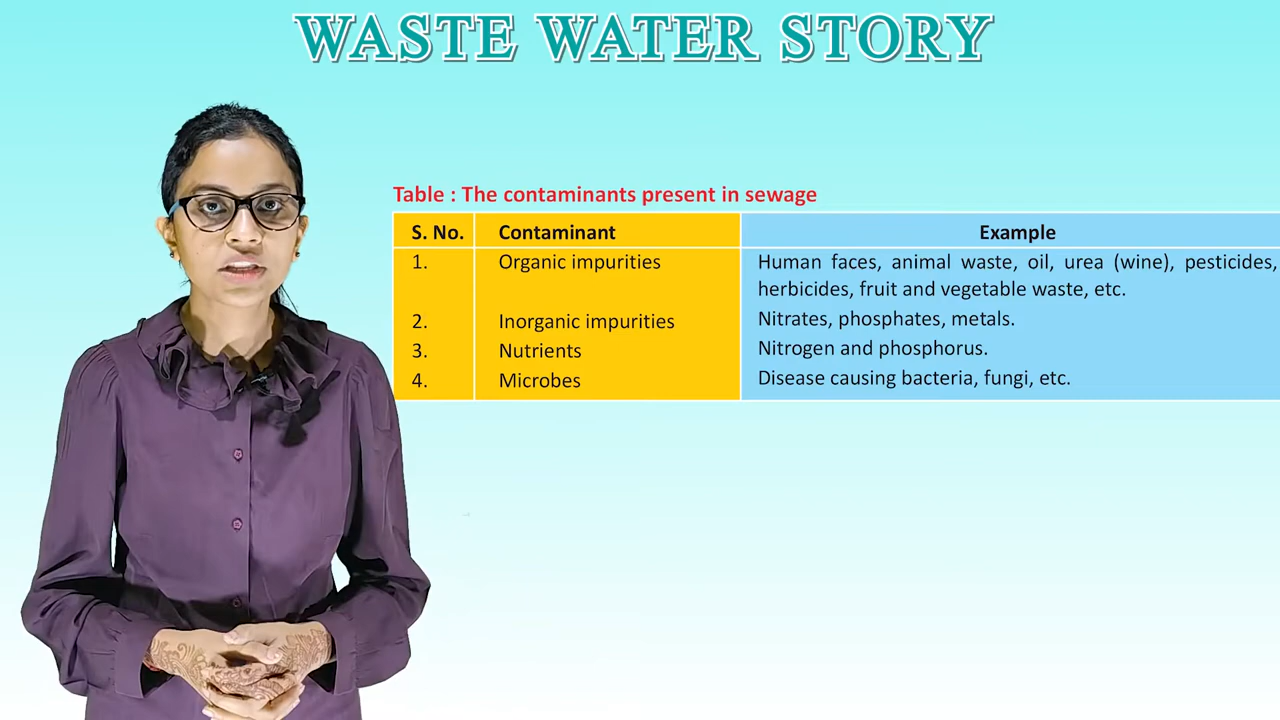 WASTE WATER STORY
Table : The contaminants present in sewage
S. No. Contaminant Example
1. Organic impurities Human faces, animal waste, oil, urea (wine), pesticides,
herbicides, fruit and vegetable waste, etc.
2. Inorganic impurities Nitrates, phosphates, metals.
3. Nutrients Nitrogen and phosphorus.
4. Microbes Disease causing bacteria, fungi, etc.